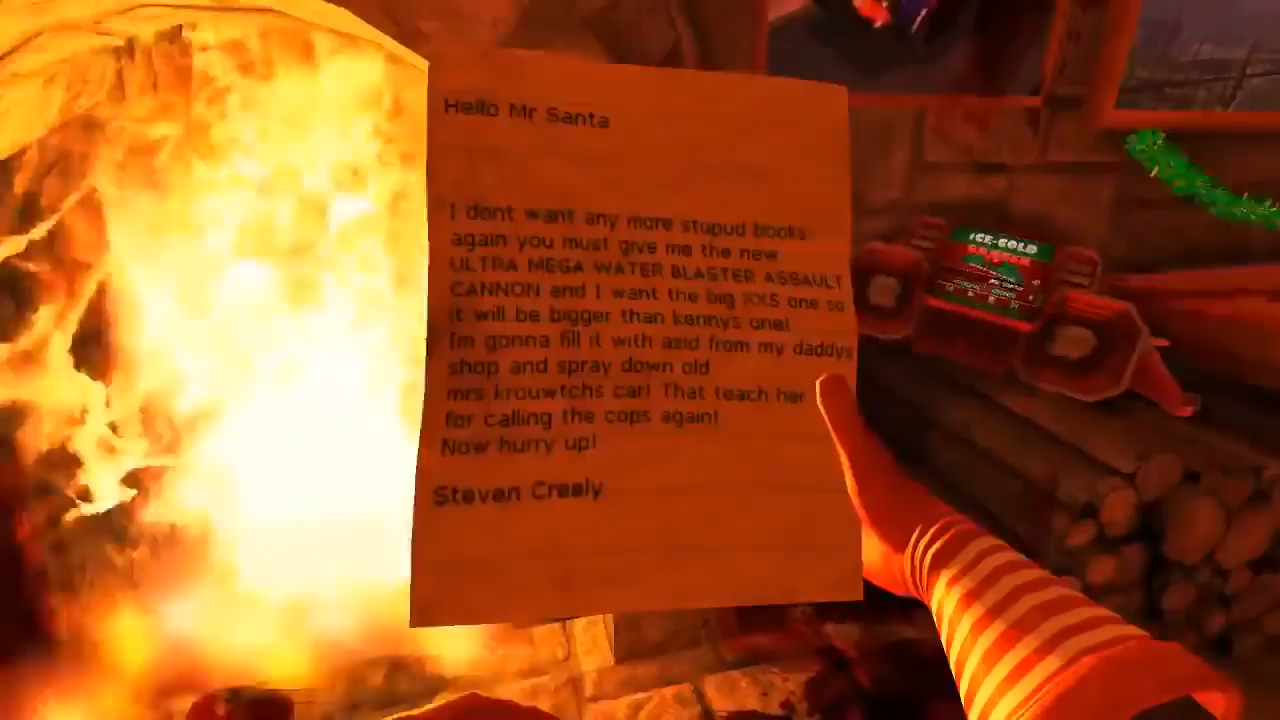 Hello Mr Santa
I dont want any more stupud books
again you must give me the new
ULTRA MEGA WATER BLASTER ASSAULT
CANNON and I want the big XXS one so
it will be bigger than kennys one!
Im gonna fill it with asid from my daddys
shop and spray down old
mrs krouwtchs car! That teach her
for calling the cops again!
Now hurry up!
Steven Creely
ICE-COLD